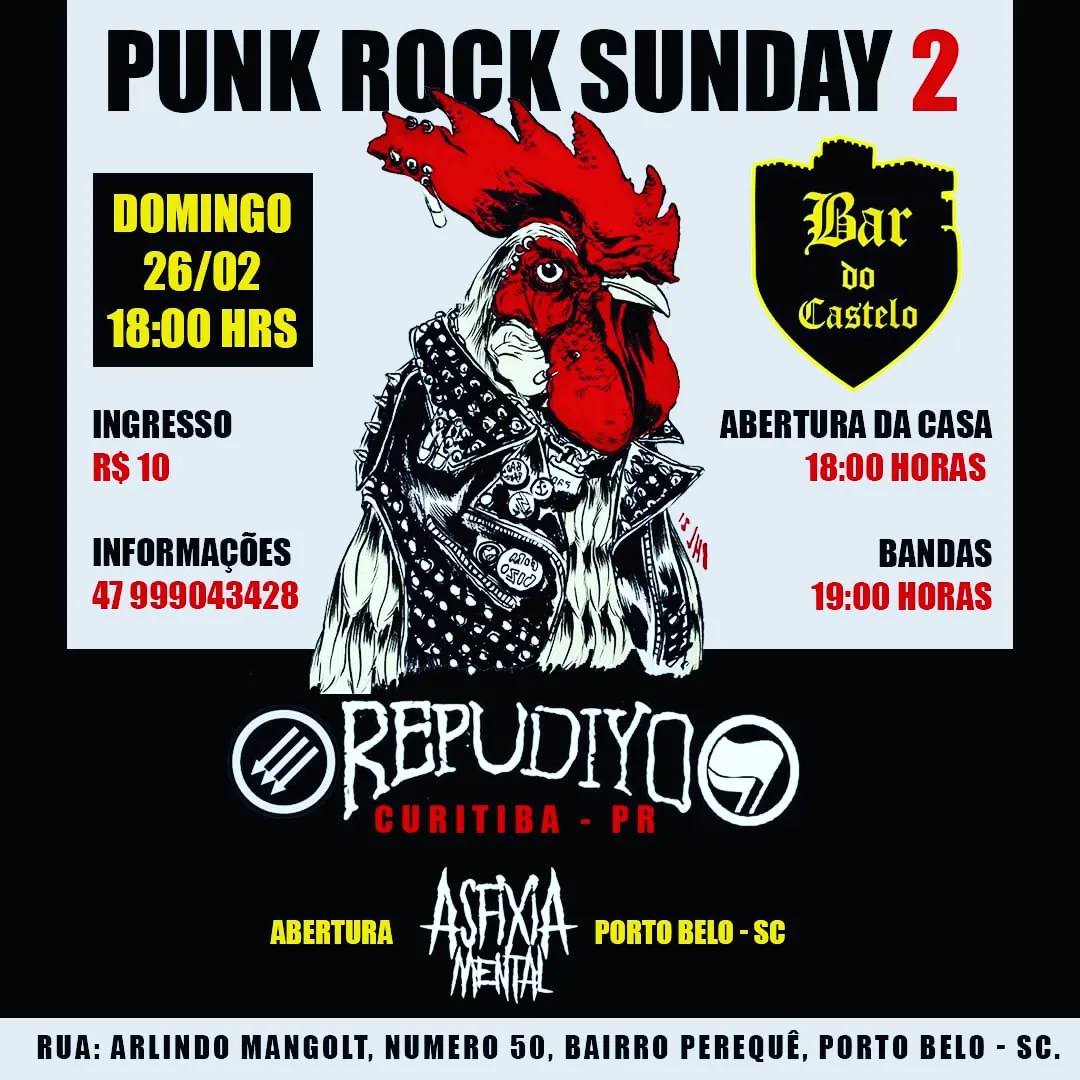 PUNK ROCK SUNDAY 2
DOMINGO
26/02
18:00 HRS
Bar
do
Castelo
INGRESSO
R$ 10
ABERTURA DA CASA
18:00 HORAS
INFORMAÇÕES
47 999043428
BANDAS
19:00 HORAS
REPUDIYO
CURITIBA - PR
ABERTURA
ASFIXIA
MENTAL
PORTO BELO - SC
RUA: ARLINDO MANGOLT, NUMERO 50, BAIRRO PEREQUÊ, PORTO BELO - SC.